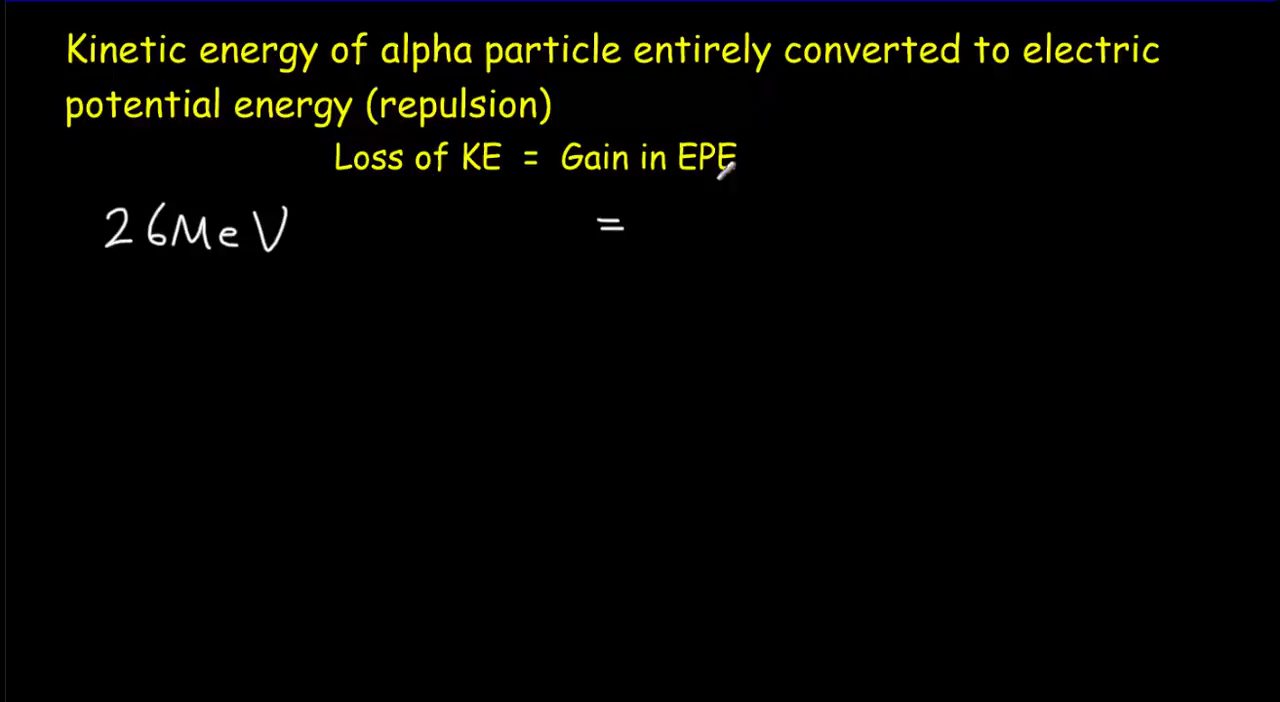 Kinetic energy of alpha particle entirely converted to electric
potential energy (repulsion)
Loss of KE = Gain in EPE
26MeV =